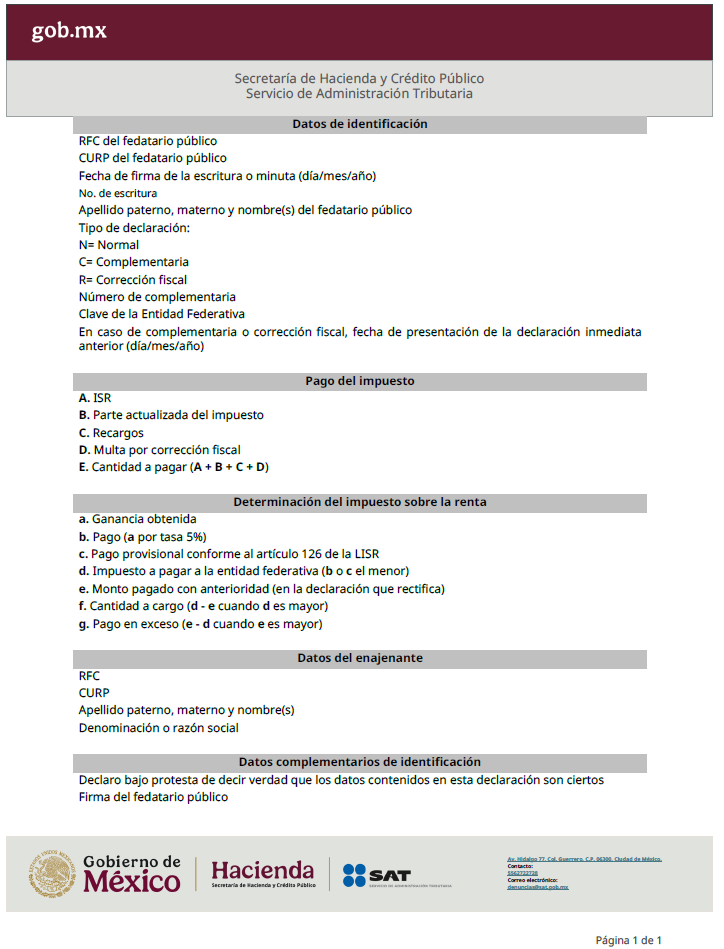 gob.mx
Secretaría de Hacienda y Crédito Público
Servicio de Administración Tributaria
Datos de identificación
RFC del fedatario público
CURP del fedatario público
Fecha de firma de la escritura o minuta (día/mes/año)
No. de escritura
Apellido paterno, materno y nombre(s) del fedatario público
Tipo de declaración:
N= Normal
C= Complementaria
R= Corrección fiscal
Número de complementaria
Clave de la Entidad Federativa
En caso de complementaria o corrección fiscal, fecha de presentación de la declaración inmediata
anterior (día/mes/año)
Pago del impuesto
A. ISR
B. Parte actualizada del impuesto
C. Recargos
D. Multa por corrección fiscal
E. Cantidad a pagar (A + B + C + D)
Determinación del impuesto sobre la renta
a. Ganancia obtenida
b. Pago (a por tasa 5%)
c. Pago provisional conforme al artículo 126 de la LISR
d. Impuesto a pagar a la entidad federativa (b o c el menor)
e. Monto pagado con anterioridad (en la declaración que rectifica)
f. Cantidad a cargo (d - e cuando d es mayor)
g. Pago en exceso (e - d cuando e es mayor)
Datos del enajenante
RFC
CURP
Apellido paterno, materno y nombre(s)
Denominación o razón social
Datos complementarios de identificación
Declaro bajo protesta de decir verdad que los datos contenidos en esta declaración son ciertos
Firma del fedatario público
Gobierno de
México
Hacienda
Secretaría de Hacienda y Crédito Público
SAT
SERVICIO DE ADMINISTRACIÓN TRIBUTARIA
Av. Hidalgo 77, Col. Guerrero, C.P. 06300, Ciudad de México.
Contacto:
5562722728
Correo electrónico:
denuncias@sat.gob.mx
Página 1 de 1